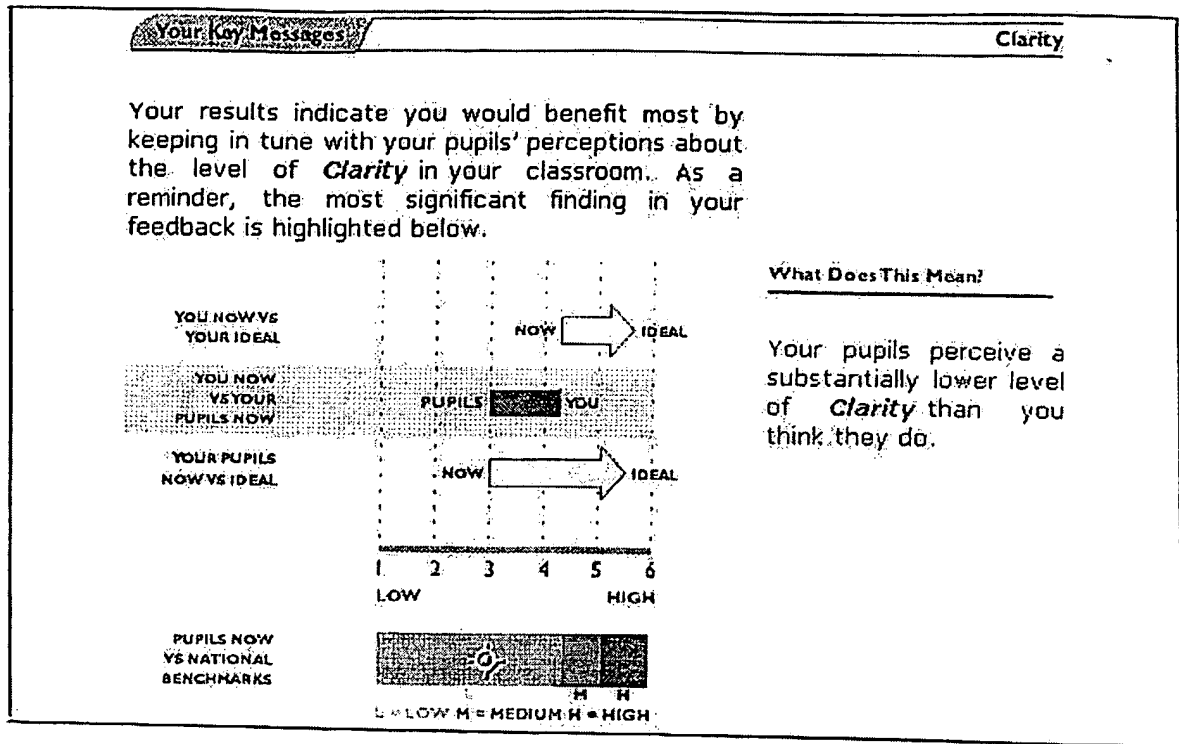 Your Key Messages
Clarity
Your results indicate you would benefit most by
keeping in tune with your pupils' perceptions about
the level of Clarity in your classroom. As a
reminder, the most significant finding in your
feedback is highlighted below.
What Does This Mean?
YOU NOW VS
YOUR IDEAL
NOW
IDEAL
Your pupils perceive a
substantially lower level
of Clarity than you
think they do.
YOU NOW
VS YOUR
PUPILS NOW
PUPILS
YOU
YOUR PUPILS
NOW VS IDEAL
NOW
IDEAL
1 2 3 4 5 6
LOW HIGH
PUPILS NOW
VS NATIONAL
BENCHMARKS
H
L = LOW M = MEDIUM H = HIGH